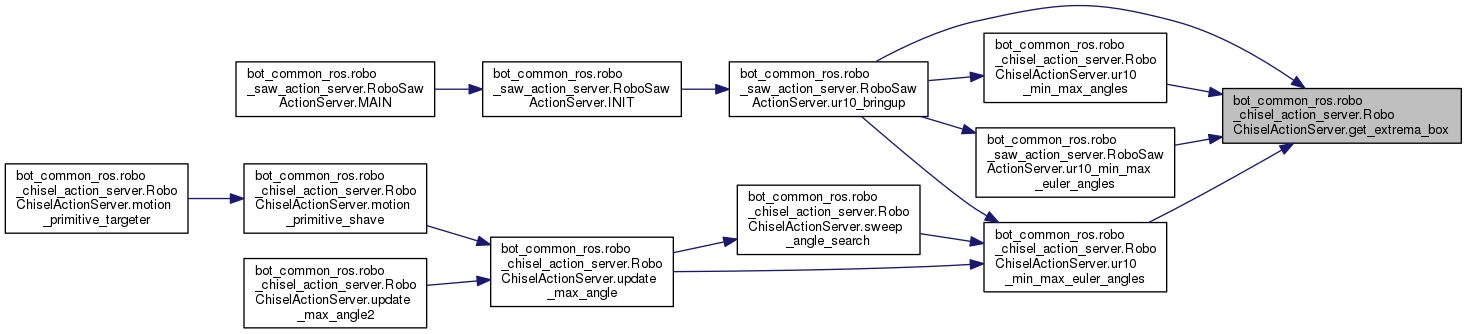 bot_common_ros.robo
_saw_action_server.RoboSaw
ActionServer.MAIN
bot_common_ros.robo
_saw_action_server.RoboSaw
ActionServer.INIT
bot_common_ros.robo
_saw_action_server.RoboSaw
ActionServer.ur10_bringup
bot_common_ros.robo
_chisel_action_server.Robo
ChiselActionServer.ur10
_min_max_angles
bot_common_ros.robo
_chisel_action_server.Robo
ChiselActionServer.get_extrema_box
bot_common_ros.robo
_saw_action_server.RoboSaw
ActionServer.ur10_min_max
_euler_angles
bot_common_ros.robo
_chisel_action_server.Robo
ChiselActionServer.motion
_primitive_targeter
bot_common_ros.robo
_chisel_action_server.Robo
ChiselActionServer.motion
_primitive_shave
bot_common_ros.robo
_chisel_action_server.Robo
ChiselActionServer.sweep
_angle_search
bot_common_ros.robo
_chisel_action_server.Robo
ChiselActionServer.ur10
_min_max_euler_angles
bot_common_ros.robo
_chisel_action_server.Robo
ChiselActionServer.update
_max_angle
bot_common_ros.robo
_chisel_action_server.Robo
ChiselActionServer.update
_max_angle2